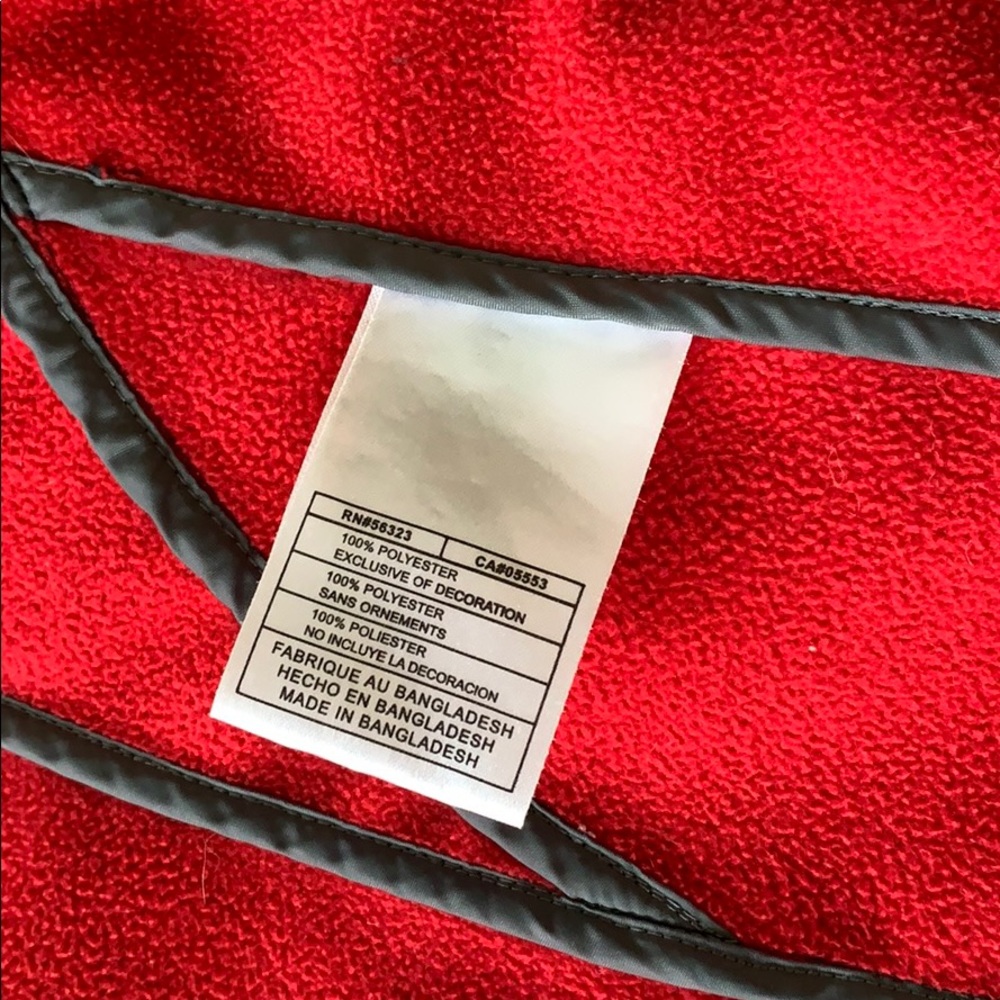 RN#56323 CA#05553
100% POLYESTER
EXCLUSIVE OF DECORATION
100% POLYESTER
SANS ORNEMENTS
100% POLIESTER
NO INCLUYE LA DECORACION
FABRIQUE AU BANGLADESH
HECHO EN BANGLADESH
MADE IN BANGLADESH